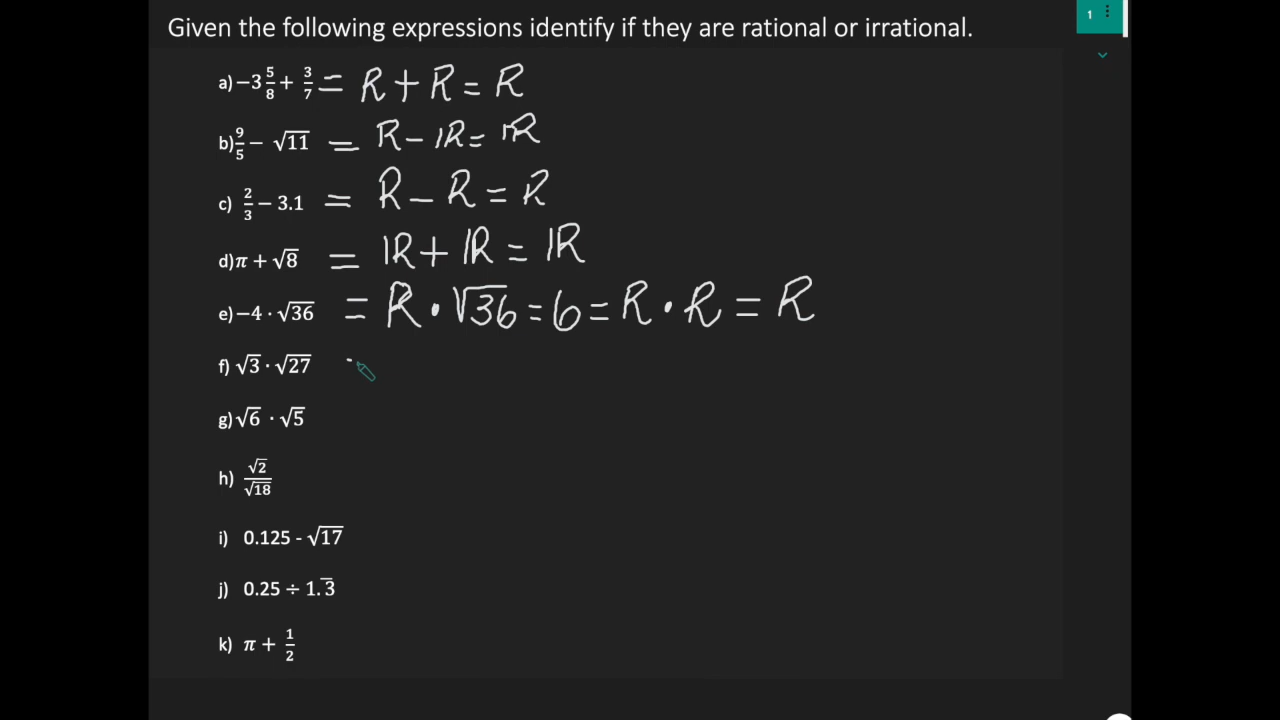 Given the following expressions identify if they are rational or irrational.
1
a) −3 5/8 + 3/7 = R + R = R
b) 9/5 − √11 = R − IR = IR
c) 2/3 − 3.1 = R − R = R
d) π + √8 = IR + IR = IR
e) −4 · √36 = R · √36 = 6 = R · R = R
f) √3 · √27 -
g) √6 · √5
h) √2/√18
i) 0.125 - √17
j) 0.25 ÷ 1.3̅
k) π + 1/2